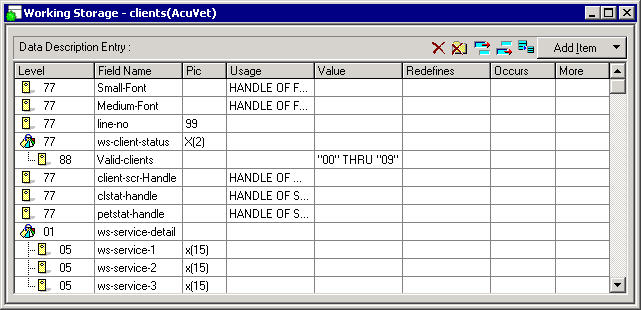 Working Storage - clients(AcuVet)
Data Description Entry :
Add Item
Level Field Name Pic Usage Value Redefines Occurs More
77 Small-Font HANDLE OF F...
77 Medium-Font HANDLE OF F...
77 line-no 99
77 ws-client-status X(2)
88 Valid-clients "00" THRU "09"
77 client-scr-Handle HANDLE OF ...
77 clstat-handle HANDLE OF S...
77 petstat-handle HANDLE OF S...
01 ws-service-detail
05 ws-service-1 x(15)
05 ws-service-2 x(15)
05 ws-service-3 x(15)